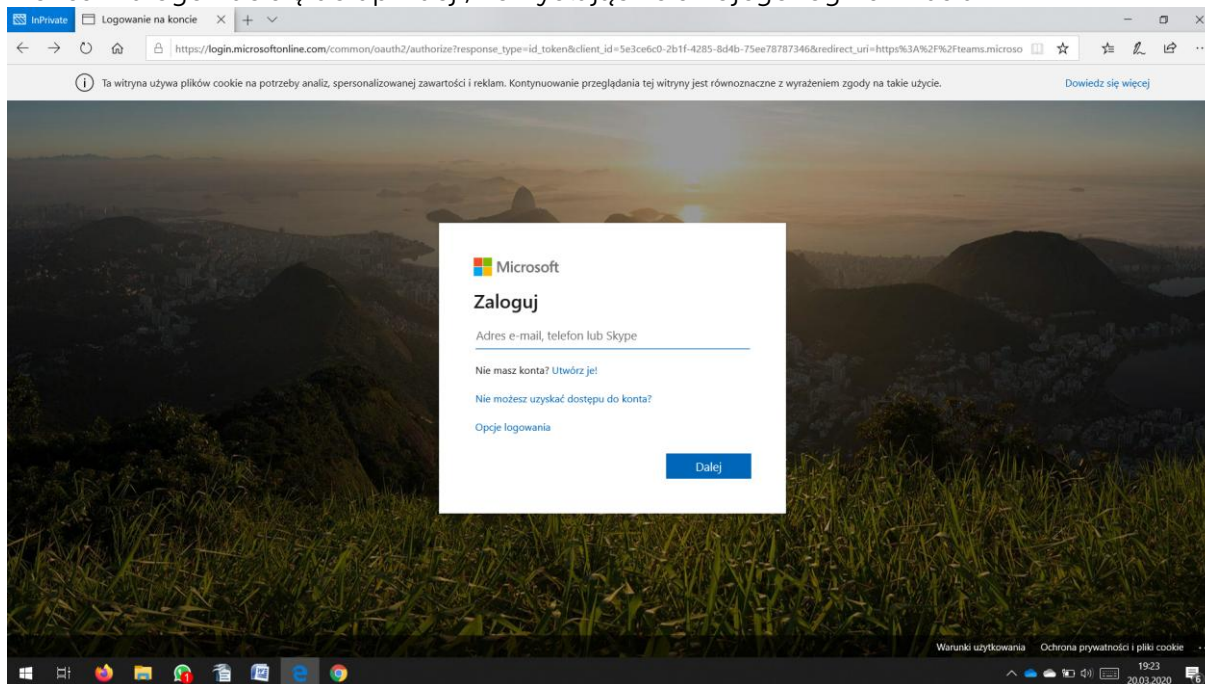 InPrivate
Logowanie na koncie
https://login.microsoftonline.com/common/oauth2/authorize?response_type=id_token&client_id=5e3ce6c0-2b1f-4285-8d4b-75ee78787346&redirect_uri=https%3A%2F%2Fteams.microso
Ta witryna używa plików cookie na potrzeby analiz, spersonalizowanej zawartości i reklam. Kontynuowanie przeglądania tej witryny jest równoznaczne z wyrażeniem zgody na takie użycie.
Dowiedz się więcej
Microsoft
Zaloguj
Adres e-mail, telefon lub Skype
Nie masz konta? Utwórz je!
Nie możesz uzyskać dostępu do konta?
Opcje logowania
Dalej
Warunki użytkowania Ochrona prywatności i pliki cookie
19:23
20.03.2020
6